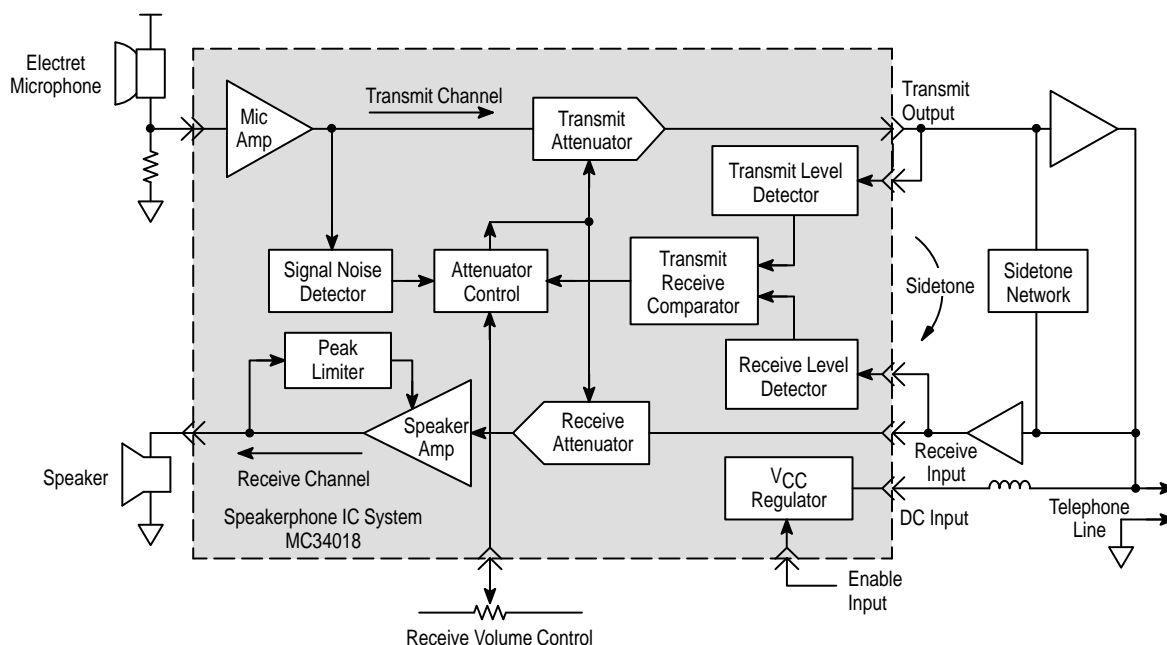 Electret
Microphone
Mic
Amp
Transmit Channel
Transmit
Attenuator
Transmit
Output
Transmit Level
Detector
Signal Noise
Detector
Attenuator
Control
Transmit
Receive
Comparator
Sidetone
Sidetone
Network
Peak
Limiter
Receive Level
Detector
Speaker
Amp
Receive
Attenuator
Receive
Input
Speaker
Receive Channel
VCC
Regulator
DC Input
Telephone
Line
Speakerphone IC System
MC34018
Enable
Input
Receive Volume Control